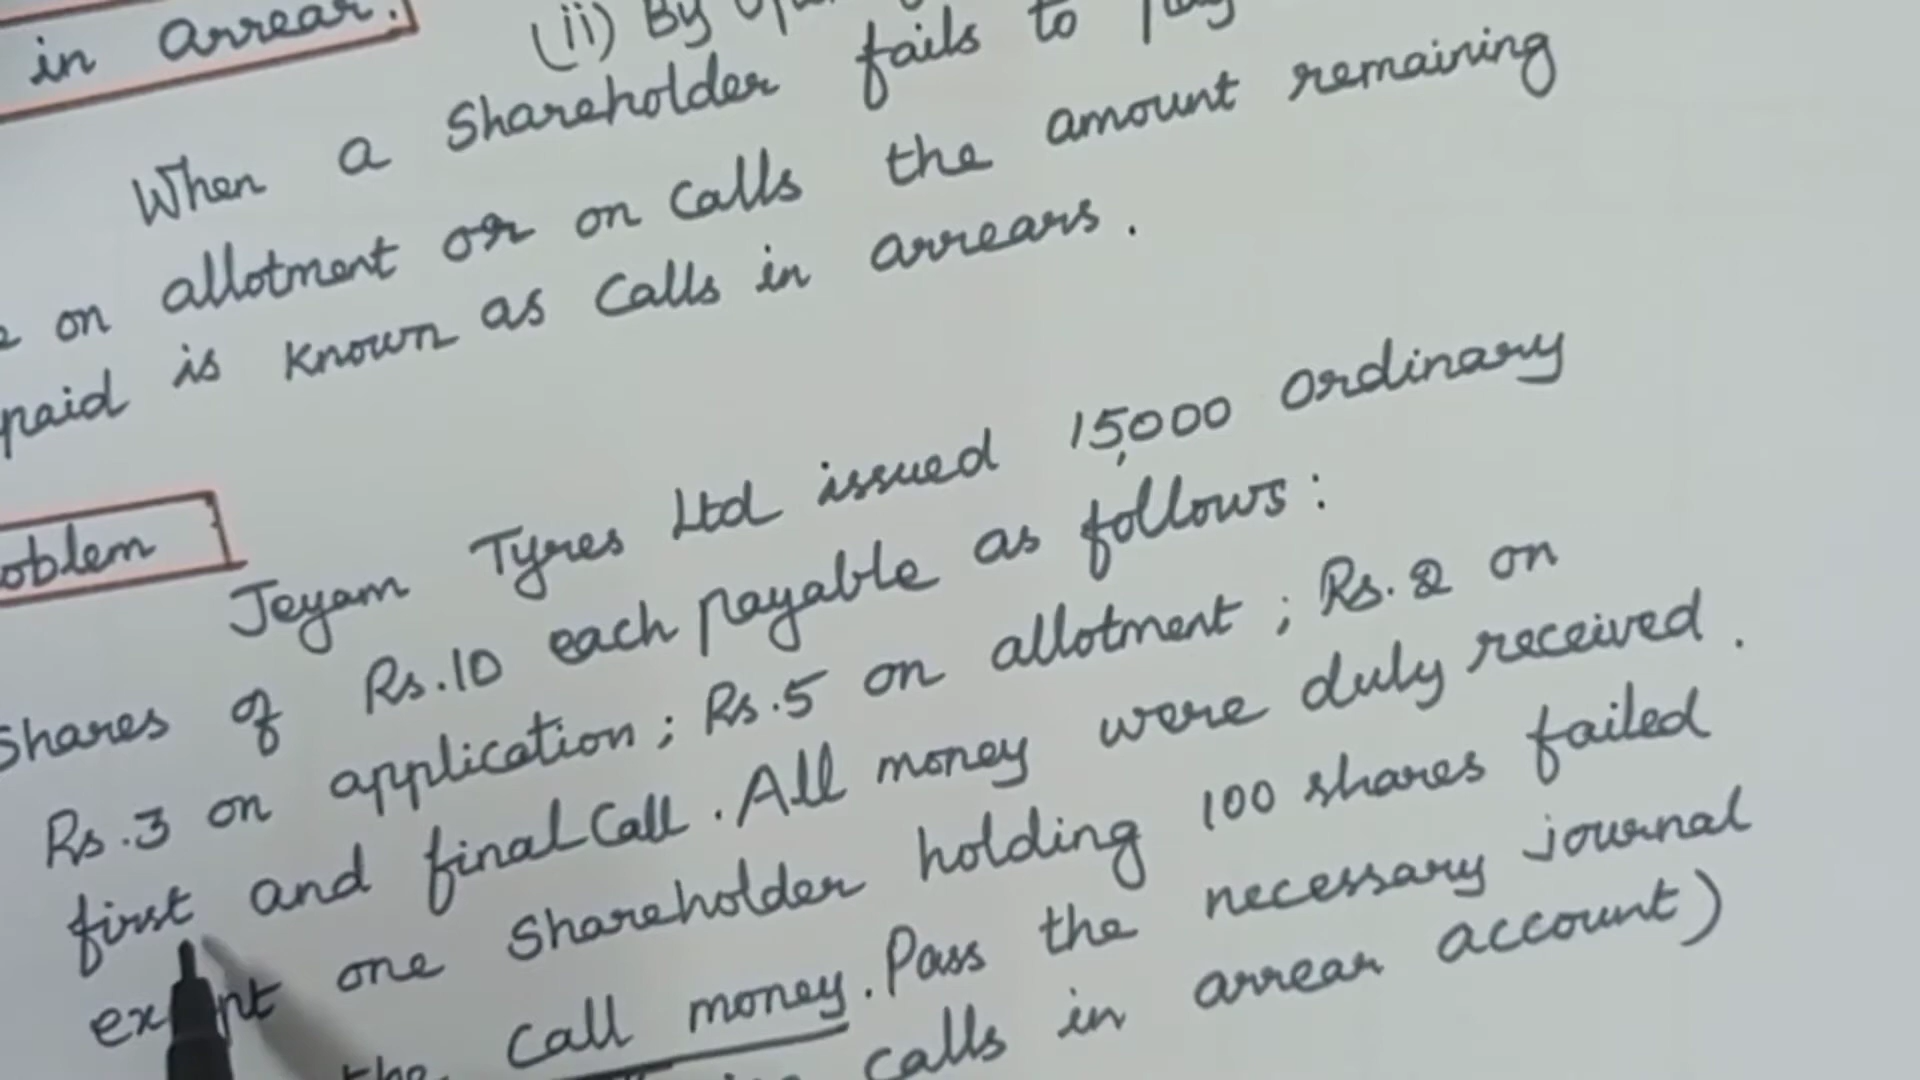 in arrear.
(ii) By
When a Shareholder fails to
on allotment or on calls the amount remaining
paid is known as Calls in arrears.
Jeyam Tyres Ltd issued 15,000 ordinary
Shares of Rs.10 each payable as follows:
Rs.3 on application; Rs.5 on allotment; Rs.2 on
first and final Call. All money were duly received.
one Shareholder holding 100 shares failed
the Call money. Pass the necessary journal
calls in arrear account)